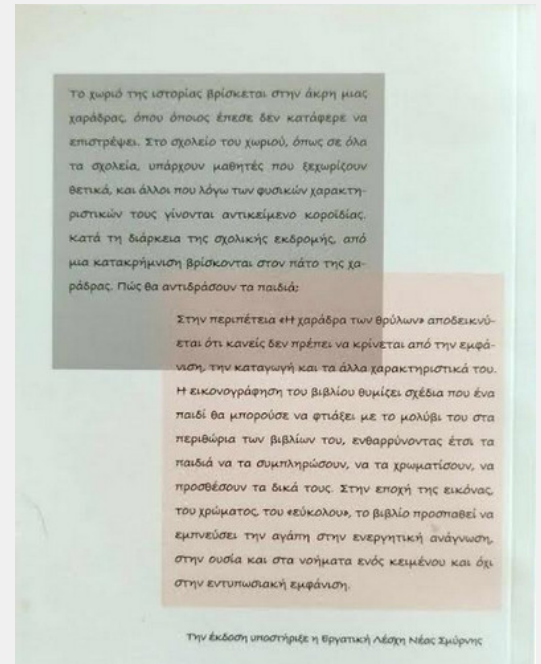 Το χωριό της ιστορίας βρίσκεται στην άκρη μιας
χαράδρας, όπου όποιος έπεσε δεν κατάφερε να
επιστρέψει. Στο σχολείο του χωριού, όπως σε όλα
τα σχολεία, υπάρχουν μαθητές που ξεχωρίζουν
θετικά, και άλλοι που λόγω των φυσικών χαρακτη-
ριστικών τους γίνονται αντικείμενο κοροϊδίας.
Κατά τη διάρκεια της σχολικής εκδρομής, από
μια κατακρήμνιση βρίσκονται στον πάτο της χα-
ράδρας. Πώς θα αντιδράσουν τα παιδιά;
Στην περιπέτεια «Η χαράδρα των θρύλων» αποδεικνύ-
εται ότι κανείς δεν πρέπει να κρίνεται από την εμφά-
νιση, την καταγωγή και τα άλλα χαρακτηριστικά του.
Η εικονογράφηση του βιβλίου θυμίζει σχέδια που ένα
παιδί θα μπορούσε να φτιάξει με το μολύβι του στα
περιθώρια των βιβλίων του, ενθαρρύνοντας έτσι τα
παιδιά να τα συμπληρώσουν, να τα χρωματίσουν, να
προσθέσουν τα δικά τους. Στην εποχή της εικόνας,
του χρώματος, του «εύκολου», το βιβλίο προσπαθεί να
εμπνεύσει την αγάπη στην ενεργητική ανάγνωση,
στην ουσία και στα νοήματα ενός κειμένου και όχι
στην εντυπωσιακή εμφάνιση.
Την έκδοση υποστήριξε η Εργατική Λέσχη Νέας Σμύρνης